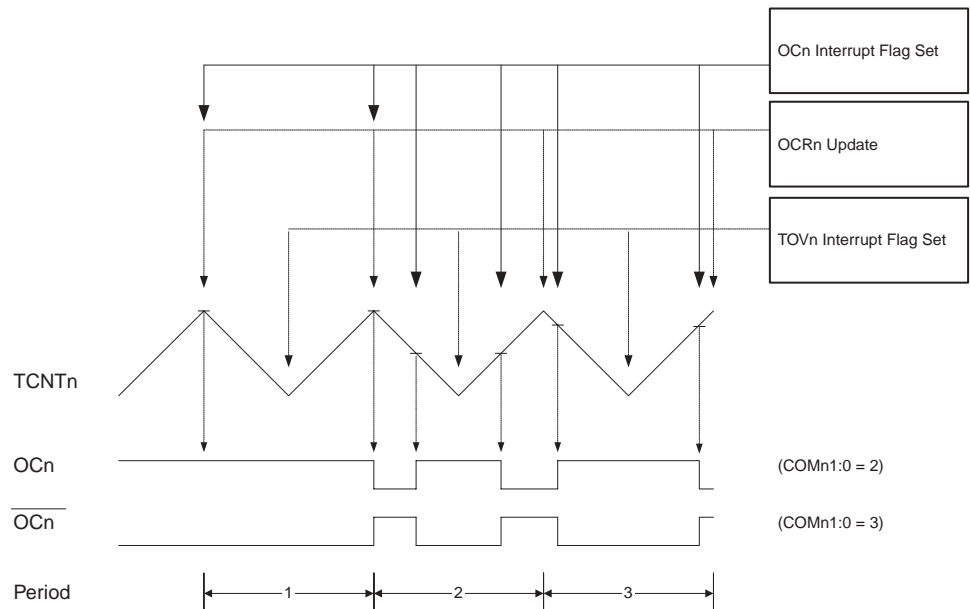 OCn Interrupt Flag Set
OCRn Update
TOVn Interrupt Flag Set
TCNTn
OCn
(COMn1:0 = 2)
OCn
(COMn1:0 = 3)
Period
1
2
3